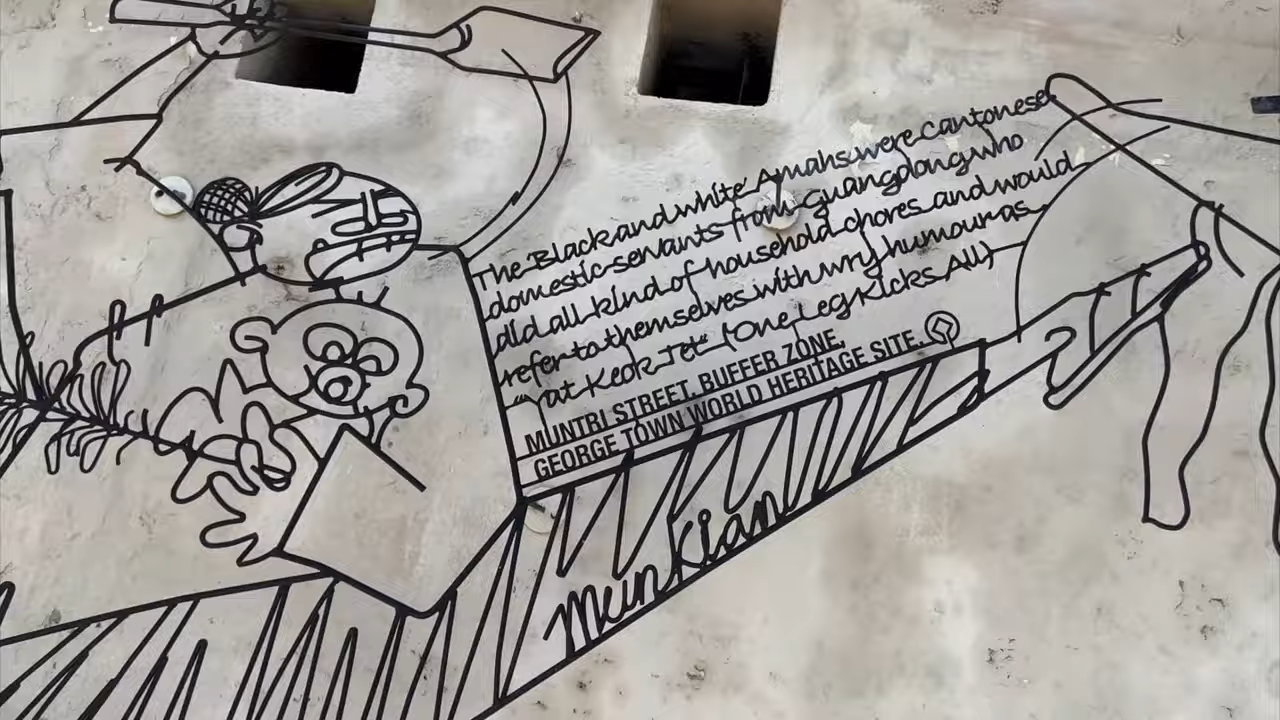 The Black and white Amahs were Cantonese
domestic servants from guangdong who
did all kind of household chores and would
refer to themselves with wry humour as
"Yat Keok Tet" (One Leg Kicks All)
MUNTRI STREET, BUFFER ZONE,
GEORGE TOWN WORLD HERITAGE SITE.
Munkian